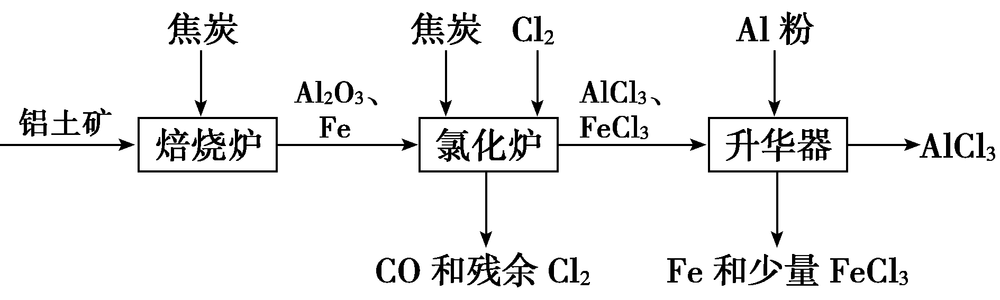 焦炭
焦炭 Cl₂
Al 粉
铝土矿
焙烧炉
Al₂O₃、
Fe
氯化炉
AlCl₃、
FeCl₃
升华器
AlCl₃
CO 和残余 Cl₂
Fe 和少量 FeCl₃